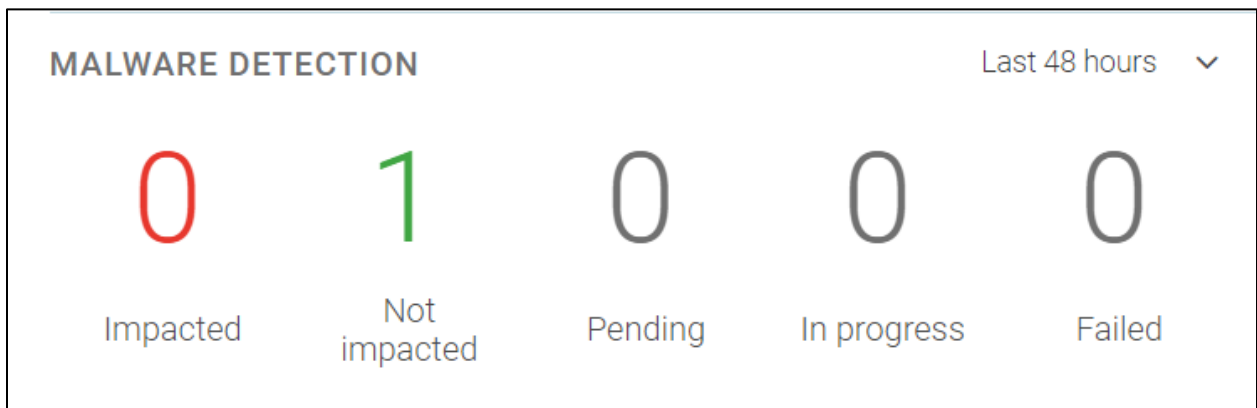 MALWARE DETECTION
Last 48 hours
0
1
0
0
0
Impacted
Not
impacted
Pending
In progress
Failed